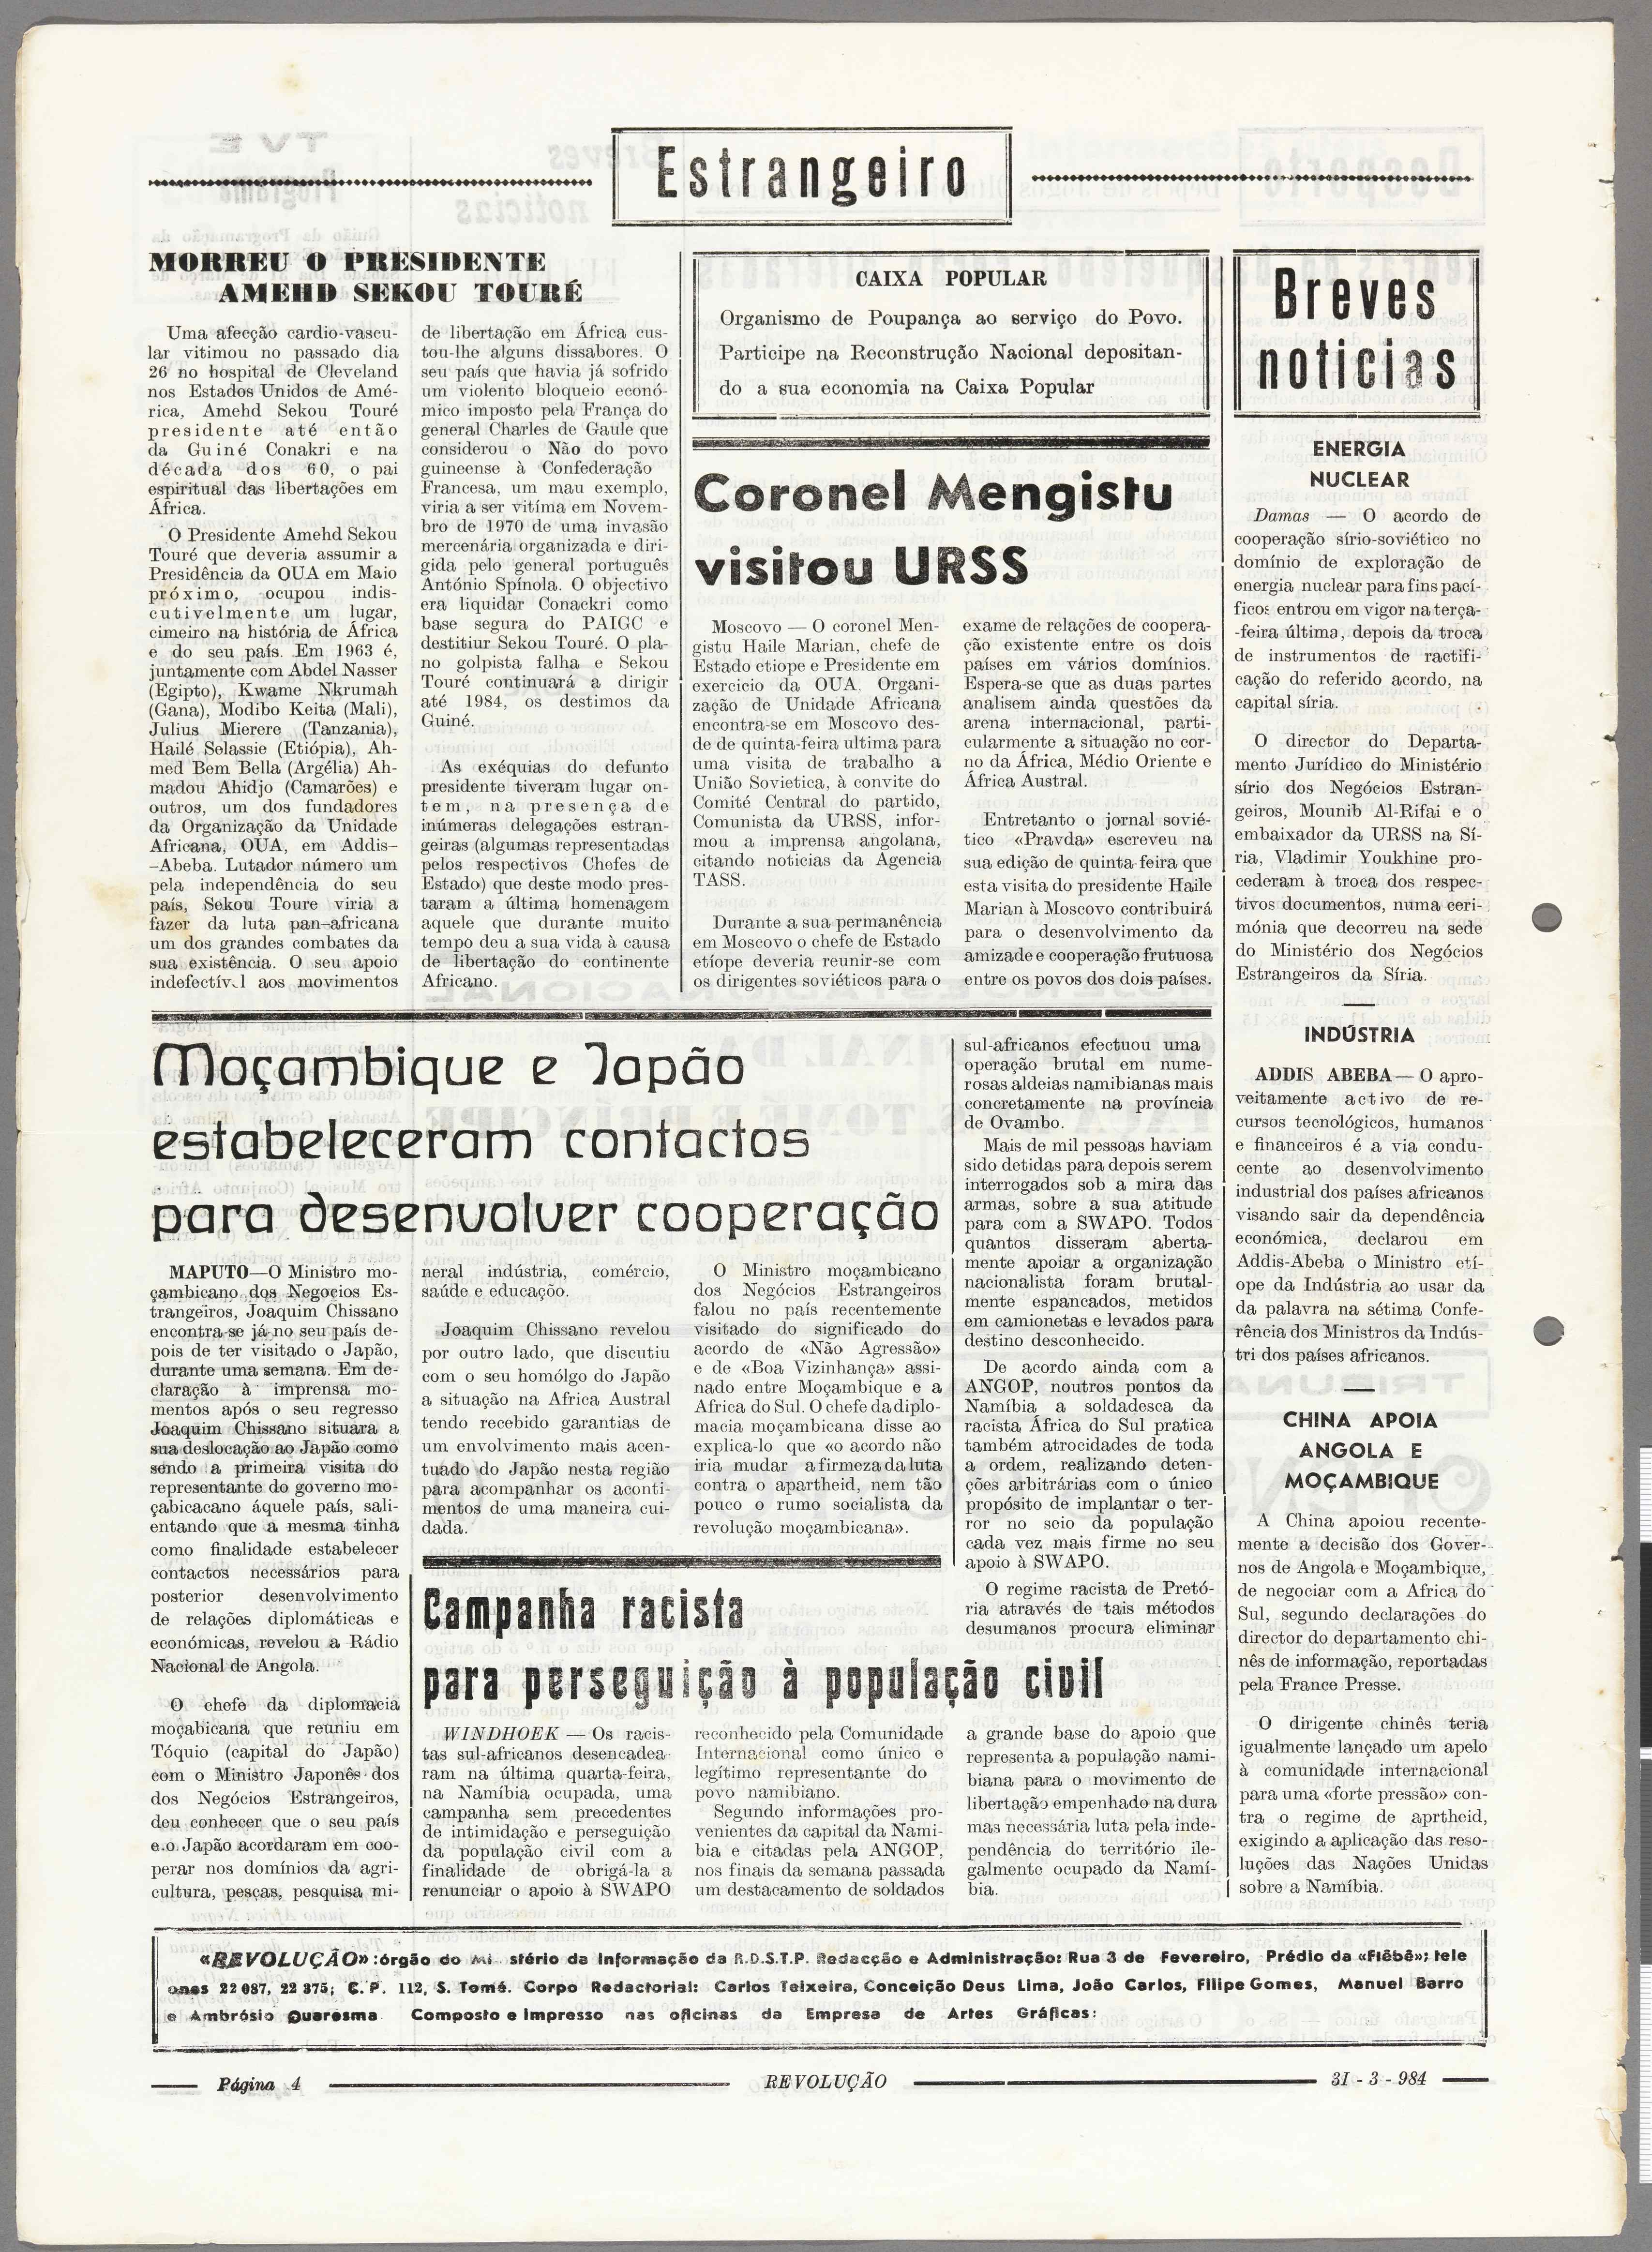 Estrangeiro
MORREU O PRESIDENTE
AMEHD SEKOU TOURÉ
Uma afecção cardio-vascu-
lar vitimou no passado dia
26 no hospital de Cleveland
nos Estados Unidos de Amé-
rica, Amehd Sekou Touré
presidente até então
da Guiné Conakri e na
década dos 60, o pai
espiritual das libertações em
África.
O Presidente Amehd Sekou
Touré que deveria assumir a
Presidência da OUA em Maio
próximo, ocupou indis-
cutivelmente um lugar,
cimeiro na história de África
e do seu país. Em 1963 é,
juntamente com Abdel Nasser
(Egipto), Kwame Nkrumah
(Gana), Modibo Keita (Mali),
Julius Mierere (Tanzania),
Hailé Selassie (Etiópia), Ah-
med Bem Bella (Argélia) Ah-
madou Ahidjo (Camarões) e
outros, um dos fundadores
da Organização da Unidade
Africana, OUA, em Addis-
-Abeba. Lutador número um
pela independência do seu
país, Sekou Toure viria a
fazer da luta pan-africana
um dos grandes combates da
sua existência. O seu apoio
indefectível aos movimentos
de libertação em África cus-
tou-lhe alguns dissabores. O
seu país que havia já sofrido
um violento bloqueio econó-
mico imposto pela França do
general Charles de Gaule que
considerou o Não do povo
guineense à Confederação
Francesa, um mau exemplo,
viria a ser vitíma em Novem-
bro de 1970 de uma invasão
mercenária organizada e diri-
gida pelo general português
António Spínola. O objectivo
era liquidar Conackri como
base segura do PAIGC e
destitiur Sekou Touré. O pla-
no golpista falha e Sekou
Touré continuará a dirigir
até 1984, os destimos da
Guiné.
As exéquias do defunto
presidente tiveram lugar on-
tem, na presença de
inúmeras delegações estran-
geiras (algumas representadas
pelos respectivos Chefes de
Estado) que deste modo pres-
taram a última homenagem
aquele que durante muito
tempo deu a sua vida à causa
de libertação do continente
Africano.
CAIXA POPULAR
Organismo de Poupança ao serviço do Povo.
Participe na Reconstrução Nacional depositan-
do a sua economia na Caixa Popular
Coronel Mengistu
visitou URSS
Moscovo — O coronel Men-
gistu Haile Marian, chefe de
Estado etiope e Presidente em
exercicio da OUA. Organi-
zação de Unidade Africana
encontra-se em Moscovo des-
de de quinta-feira ultima para
uma visita de trabalho a
União Sovietica, à convite do
Comité Central do partido,
Comunista da URSS, infor-
mou a imprensa angolana,
citando noticias da Agencia
TASS.
Durante a sua permanência
em Moscovo o chefe de Estado
etíope deveria reunir-se com
os dirigentes soviéticos para o
exame de relações de coopera-
ção existente entre os dois
países em vários domínios.
Espera-se que as duas partes
analisem ainda questões da
arena internacional, parti-
cularmente a situação no cor-
no da África, Médio Oriente e
África Austral.
Entretanto o jornal sovié-
tico «Pravda» escreveu na
sua edição de quinta feira que
esta visita do presidente Haile
Marian à Moscovo contribuirá
para o desenvolvimento da
amizade e cooperação frutuosa
entre os povos dos dois países.
Breves
noticias
ENERGIA
NUCLEAR
Damas — O acordo de
cooperação sírio-soviético no
domínio de exploração de
energia nuclear para fins pací-
ficos entrou em vigor na terça-
-feira última, depois da troca
de instrumentos de ractifi-
cação do referido acordo, na
capital síria.
O director do Departa-
mento Jurídico do Ministério
sírio dos Negócios Estran-
geiros, Mounib Al-Rifai e o
embaixador da URSS na Sí-
ria, Vladimir Youkhine pro-
cederam à troca dos respec-
tivos documentos, numa ceri-
mónia que decorreu na sede
do Ministério dos Negócios
Estrangeiros da Síria.
INDÚSTRIA
ADDIS ABEBA — O apro-
veitamente activo de re-
cursos tecnológicos, humanos
e financeiros é a via condu-
cente ao desenvolvimento
industrial dos países africanos
visando sair da dependência
económica, declarou em
Addis-Abeba o Ministro etí-
ope da Indústria ao usar da
da palavra na sétima Confe-
rência dos Ministros da Indús-
tri dos países africanos.
CHINA APOIA
ANGOLA E
MOÇAMBIQUE
A China apoiou recente-
mente a decisão dos Gover-
nos de Angola e Moçambique,
de negociar com a Africa do
Sul, segundo declarações do
director do departamento chi-
nês de informação, reportadas
pela France Presse.
O dirigente chinês teria
igualmente lançado um apelo
à comunidade internacional
para uma «forte pressão» con-
tra o regime de aprtheid,
exigindo a aplicação das reso-
luções das Nações Unidas
sobre a Namíbia.
Moçambique e Japão
estabeleceram contactos
para desenvolver cooperação
MAPUTO—O Ministro mo-
çambicano dos Negocios Es-
trangeiros, Joaquim Chissano
encontra-se já no seu país de-
pois de ter visitado o Japão,
durante uma semana. Em de-
claração à imprensa mo-
mentos após o seu regresso
Joaquim Chissano situara a
sua deslocação ao Japão como
sendo a primeira visita do
representante do governo mo-
çabicacano áquele país, sali-
entando que a mesma tinha
como finalidade estabelecer
contactos necessários para
posterior desenvolvimento
de relações diplomáticas e
económicas, revelou a Rádio
Nacional de Angola.
O chefe da diplomacia
moçabicana que reuniu em
Tóquio (capital do Japão)
com o Ministro Japonês dos
dos Negócios Estrangeiros,
deu conhecer que o seu país
e o Japão acordaram em coo-
perar nos domínios da agri-
cultura, pescas, pesquisa mi-
neral indústria, comércio,
saúde e educação.
Joaquim Chissano revelou
por outro lado, que discutiu
com o seu homólgo do Japão
a situação na Africa Austral
tendo recebido garantias de
um envolvimento mais acen-
tuado do Japão nesta região
para acompanhar os aconti-
mentos de uma maneira cui-
dada.
O Ministro moçambicano
dos Negócios Estrangeiros
falou no país recentemente
visitado do significado do
acordo de «Não Agressão»
e de «Boa Vizinhança» assi-
nado entre Moçambique e a
Africa do Sul. O chefe da diplo-
macia moçambicana disse ao
explica-lo que «o acordo não
iria mudar a firmeza da luta
contra o apartheid, nem tão
pouco o rumo socialista da
revolução moçambicana».
Campanha racista
para perseguição à população civil
WINDHOEK — Os racis-
tas sul-africanos desencadea-
ram na última quarta-feira,
na Namíbia ocupada, uma
campanha sem precedentes
de intimidação e perseguição
da população civil com a
finalidade de obrigá-la a
renunciar o apoio à SWAPO
reconhecido pela Comunidade
Internacional como único e
legítimo representante do
povo namibiano.
Segundo informações pro-
venientes da capital da Nami-
bia e citadas pela ANGOP,
nos finais da semana passada
um destacamento de soldados
sul-africanos efectuou uma
operação brutal em nume-
rosas aldeias namibianas mais
concretamente na província
de Ovambo.
Mais de mil pessoas haviam
sido detidas para depois serem
interrogados sob a mira das
armas, sobre a sua atitude
para com a SWAPO. Todos
quantos disseram aberta-
mente apoiar a organização
nacionalista foram brutal-
mente espancados, metidos
em camionetas e levados para
destino desconhecido.
De acordo ainda com a
ANGOP, noutros pontos da
Namíbia a soldadesca da
racista África do Sul pratica
também atrocidades de toda
a ordem, realizando deten-
ções arbitrárias com o único
propósito de implantar o ter-
ror no seio da população
cada vez mais firme no seu
apoio à SWAPO.
O regime racista de Pretó-
ria através de tais métodos
desumanos procura eliminar
a grande base do apoio que
representa a população nami-
biana para o movimento de
libertação empenhado na dura
mas necessária luta pela inde-
pendência do território ile-
galmente ocupado da Namí-
bia.
«REVOLUÇÃO» :órgão do Mi stério da Informação da R.D.S.T.P. Redacção e Administração: Rua 3 de Fevereiro, Prédio da «Flêbê»; tele
ones 22 087, 22 375; C.P. 112, S. Tomé. Corpo Redactorial: Carlos Teixeira, Conceição Deus Lima, João Carlos, Filipe Gomes, Manuel Barro
e Ambrósio Quaresma Composto e Impresso nas oficinas da Empresa de Artes Gráficas:
Página 4
REVOLUÇÃO
31 - 3 - 984